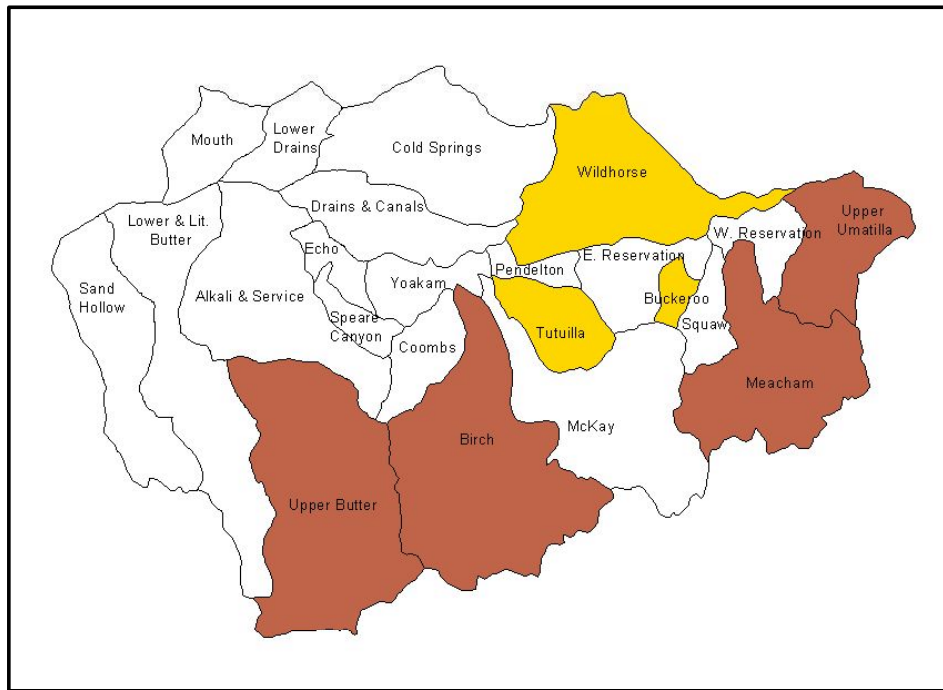 Mouth
Lower
Drains
Cold Springs
Wildhorse
Lower & Lit.
Butter
Drains & Canals
Upper
Umatilla
W. Reservation
Echo
E. Reservation
Pendelton
Sand
Hollow
Alkali & Service
Yoakam
Buckeroo
Speare
Canyon
Squaw
Tutuilla
Coombs
Meacham
McKay
Birch
Upper Butter